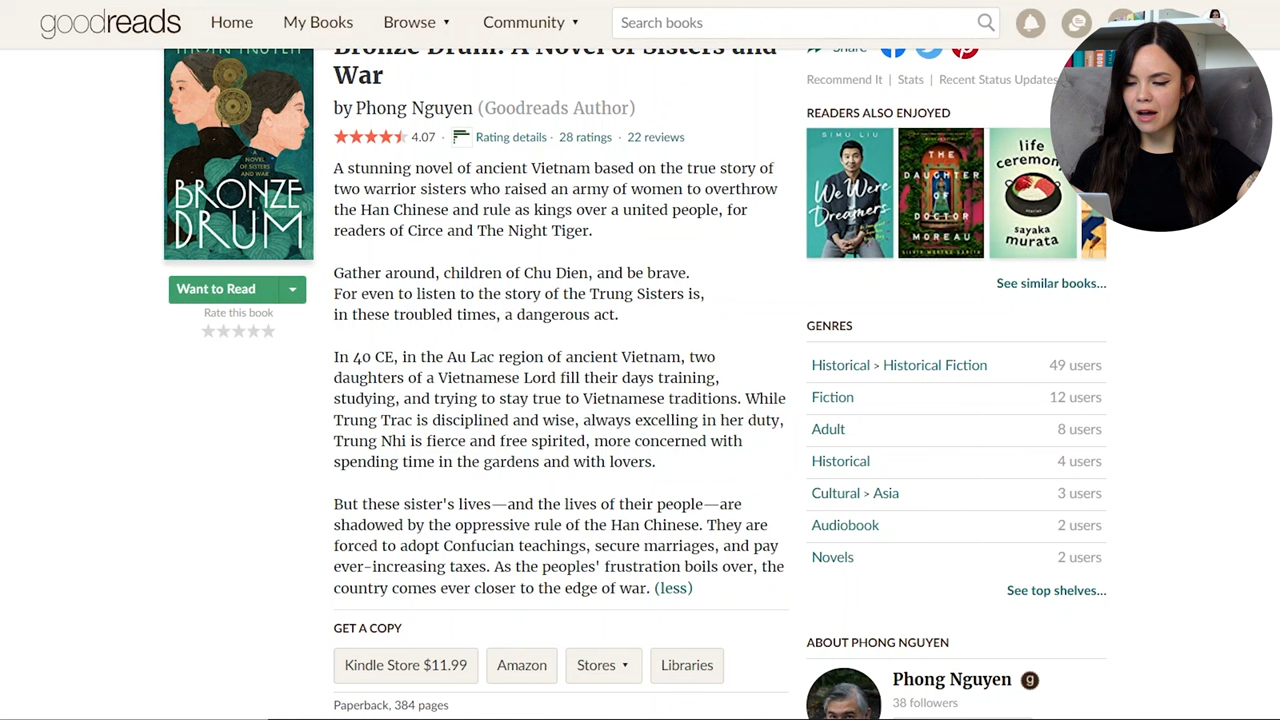 goodreads
Home
My Books
Browse ▾
Community ▾
Search books
Bronze Drum: A Novel of Sisters and
War
by Phong Nguyen (Goodreads Author)
4.07 · Rating details · 28 ratings · 22 reviews
A stunning novel of ancient Vietnam based on the true story of
two warrior sisters who raised an army of women to overthrow
the Han Chinese and rule as kings over a united people, for
readers of Circe and The Night Tiger.
Gather around, children of Chu Dien, and be brave.
For even to listen to the story of the Trung Sisters is,
in these troubled times, a dangerous act.
In 40 CE, in the Au Lac region of ancient Vietnam, two
daughters of a Vietnamese Lord fill their days training,
studying, and trying to stay true to Vietnamese traditions. While
Trung Trac is disciplined and wise, always excelling in her duty,
Trung Nhi is fierce and free spirited, more concerned with
spending time in the gardens and with lovers.
But these sister's lives—and the lives of their people—are
shadowed by the oppressive rule of the Han Chinese. They are
forced to adopt Confucian teachings, secure marriages, and pay
ever-increasing taxes. As the peoples' frustration boils over, the
country comes ever closer to the edge of war. (less)
GET A COPY
Kindle Store $11.99
Amazon
Stores ▾
Libraries
Paperback, 384 pages
PHONG NGUYEN
A
NOVEL
OF SISTERS
AND WAR
BRONZE
DRUM
Want to Read
Rate this book
Share
Recommend It | Stats | Recent Status Updates
READERS ALSO ENJOYED
SIMU LIU
We Were
Dreamers
THE
DAUGHTER
OF
DOCTOR
MOREAU
SILVIA MORENO-GARCIA
life
ceremony
stories
sayaka
murata
See similar books...
GENRES
Historical > Historical Fiction 49 users
Fiction 12 users
Adult 8 users
Historical 4 users
Cultural > Asia 3 users
Audiobook 2 users
Novels 2 users
See top shelves...
ABOUT PHONG NGUYEN
Phong Nguyen g
38 followers